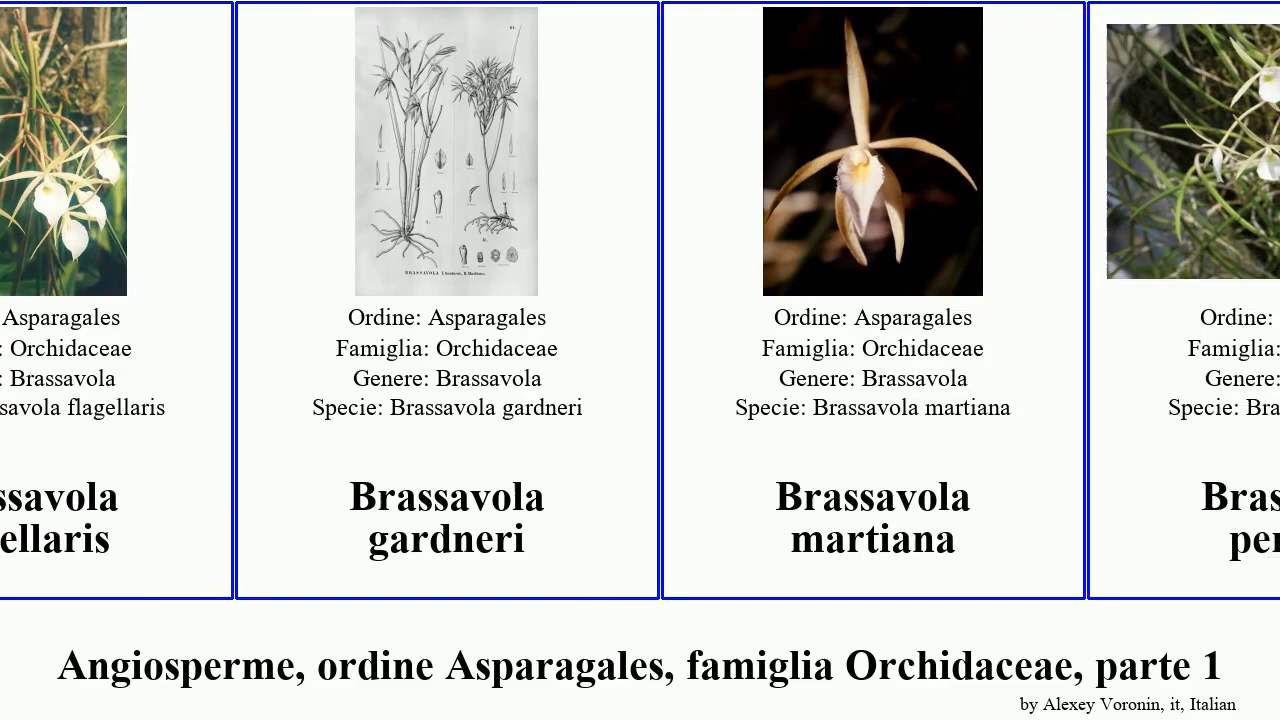 Asparagales
: Orchidaceae
: Brassavola
savola flagellaris
ssavola
ellaris
BRASSAVOLA
Ordine: Asparagales
Famiglia: Orchidaceae
Genere: Brassavola
Specie: Brassavola gardneri
Brassavola
gardneri
Ordine: Asparagales
Famiglia: Orchidaceae
Genere: Brassavola
Specie: Brassavola martiana
Brassavola
martiana
Ordine:
Famiglia:
Genere:
Specie: Bra
Bras
per
Angiosperme, ordine Asparagales, famiglia Orchidaceae, parte 1
by Alexey Voronin, it, Italian